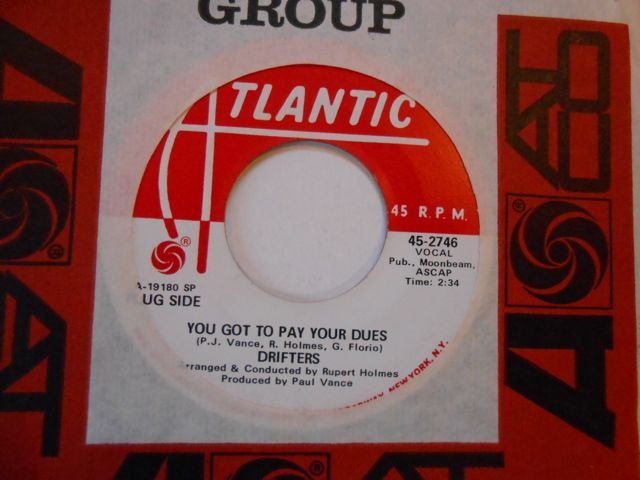 GROUP
ATLANTIC
45 R.P.M.
45-2746
VOCAL
Pub., Moonbeam,
ASCAP
Time: 2:34
A-19180 SP
UG SIDE
YOU GOT TO PAY YOUR DUES
(P.J. Vance, R. Holmes, G. Florio)
DRIFTERS
rranged & Conducted by Rupert Holmes
Produced by Paul Vance
NEW YORK, N.Y.